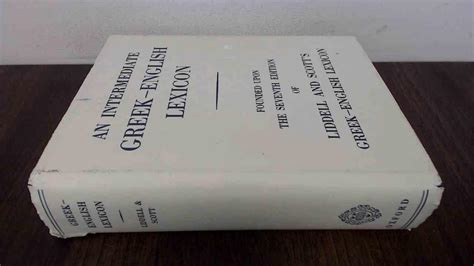 AN INTERMEDIATE
GREEK–ENGLISH
LEXICON
FOUNDED UPON
THE SEVENTH EDITION
OF
LIDDELL AND SCOTT'S
GREEK–ENGLISH LEXICON
GREEK–
ENGLISH
LEXICON
LIDDELL &
SCOTT
OXFORD